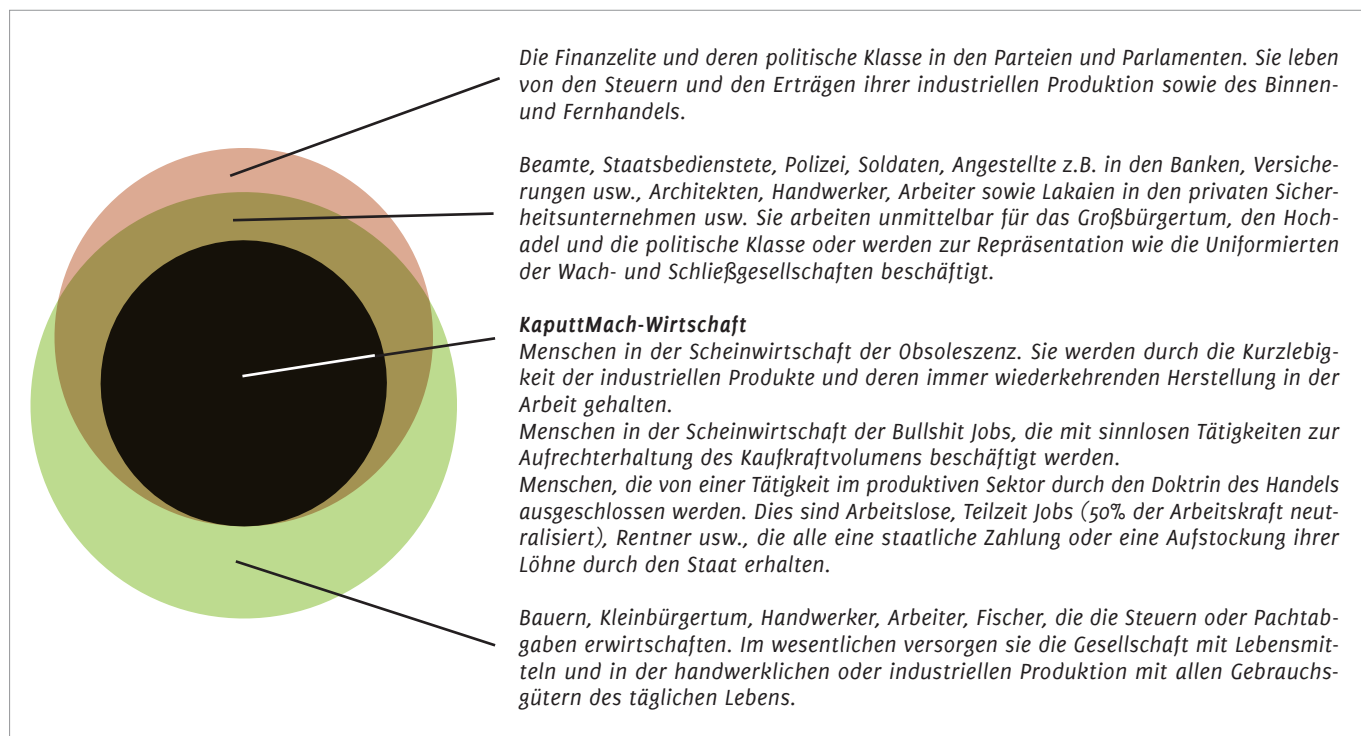 Die Finanzelite und deren politische Klasse in den Parteien und Parlamenten. Sie leben
von den Steuern und den Erträgen ihrer industriellen Produktion sowie des Binnen-
und Fernhandels.
Beamte, Staatsbedienstete, Polizei, Soldaten, Angestellte z.B. in den Banken, Versiche-
rungen usw., Architekten, Handwerker, Arbeiter sowie Lakaien in den privaten Sicher-
heitsunternehmen usw. Sie arbeiten unmittelbar für das Großbürgertum, den Hoch-
adel und die politische Klasse oder werden zur Repräsentation wie die Uniformierten
der Wach- und Schließgesellschaften beschäftigt.
KaputtMach-Wirtschaft
Menschen in der Scheinwirtschaft der Obsoleszenz. Sie werden durch die Kurzlebig-
keit der industriellen Produkte und deren immer wiederkehrenden Herstellung in der
Arbeit gehalten.
Menschen in der Scheinwirtschaft der Bullshit Jobs, die mit sinnlosen Tätigkeiten zur
Aufrechterhaltung des Kaufkraftvolumens beschäftigt werden.
Menschen, die von einer Tätigkeit im produktiven Sektor durch den Doktrin des Handels
ausgeschlossen werden. Dies sind Arbeitslose, Teilzeit Jobs (50% der Arbeitskraft neut-
ralisiert), Rentner usw., die alle eine staatliche Zahlung oder eine Aufstockung ihrer
Löhne durch den Staat erhalten.
Bauern, Kleinbürgertum, Handwerker, Arbeiter, Fischer, die die Steuern oder Pachtab-
gaben erwirtschaften. Im wesentlichen versorgen sie die Gesellschaft mit Lebensmit-
teln und in der handwerklichen oder industriellen Produktion mit allen Gebrauchs-
gütern des täglichen Lebens.